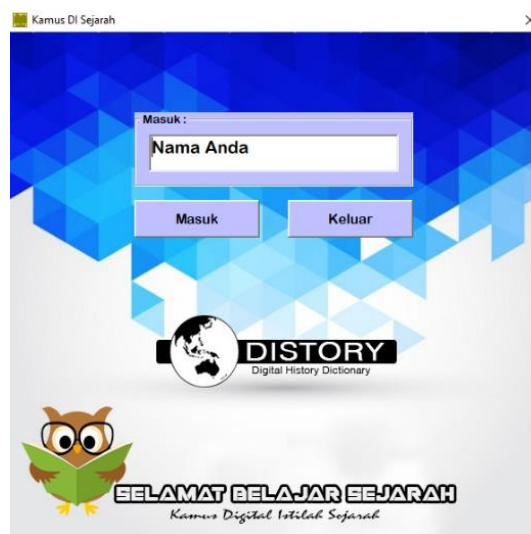 Kamus DI Sejarah
Masuk :
Nama Anda
Masuk
Keluar
DISTORY
Digital History Dictionary
SELAMAT BELAJAR SEJARAH
Kamus Digital Istilah Sejarah